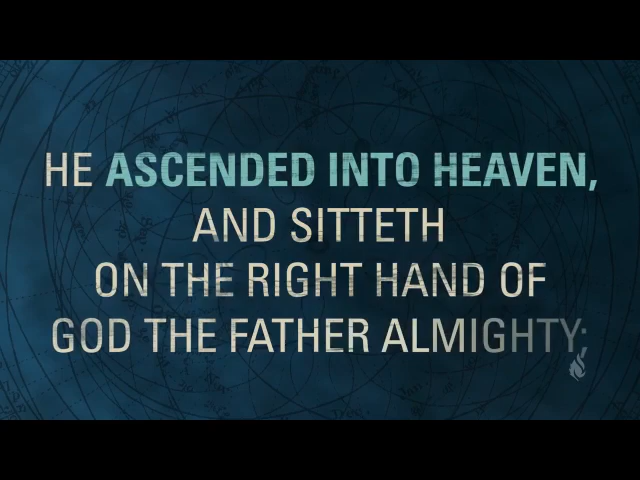 HE ASCENDED INTO HEAVEN,
AND SITTETH
ON THE RIGHT HAND OF
GOD THE FATHER ALMIGHTY;